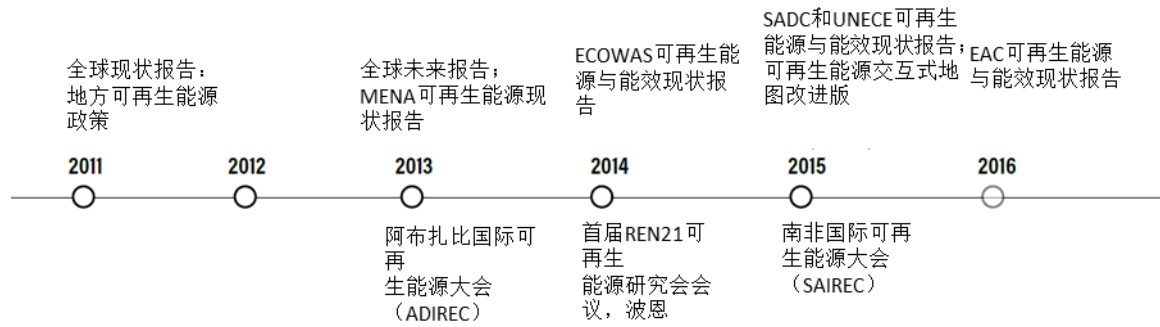 全球现状报告：
地方可再生能源
政策
全球未来报告；
MENA可再生能源现
状报告
ECOWAS可再生能
源与能效现状报
告
SADC和UNECE可再生
能源与能效现状报告；
可再生能源交互式地
图改进版
EAC可再生能源
与能效现状报告
2011
2012
2013
2014
2015
2016
阿布扎比国际可
再
生能源大会
（ADIREC）
首届REN21可
再生
能源研究会会
议，波恩
南非国际可再
生能源大会
（SAIREC）